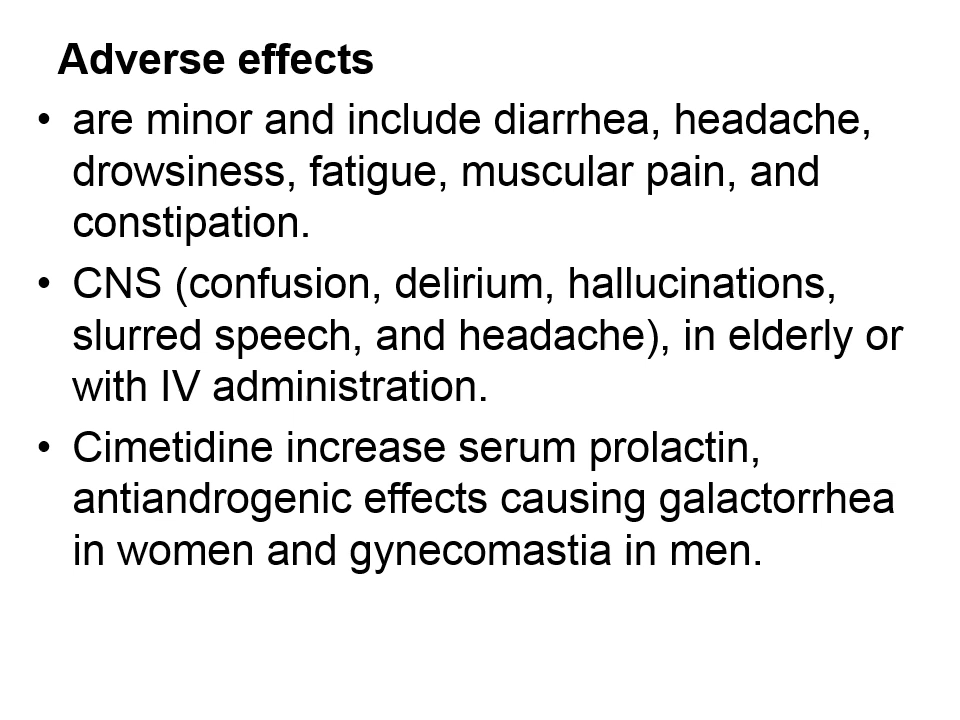 Adverse effects
• are minor and include diarrhea, headache,
drowsiness, fatigue, muscular pain, and
constipation.
• CNS (confusion, delirium, hallucinations,
slurred speech, and headache), in elderly or
with IV administration.
• Cimetidine increase serum prolactin,
antiandrogenic effects causing galactorrhea
in women and gynecomastia in men.